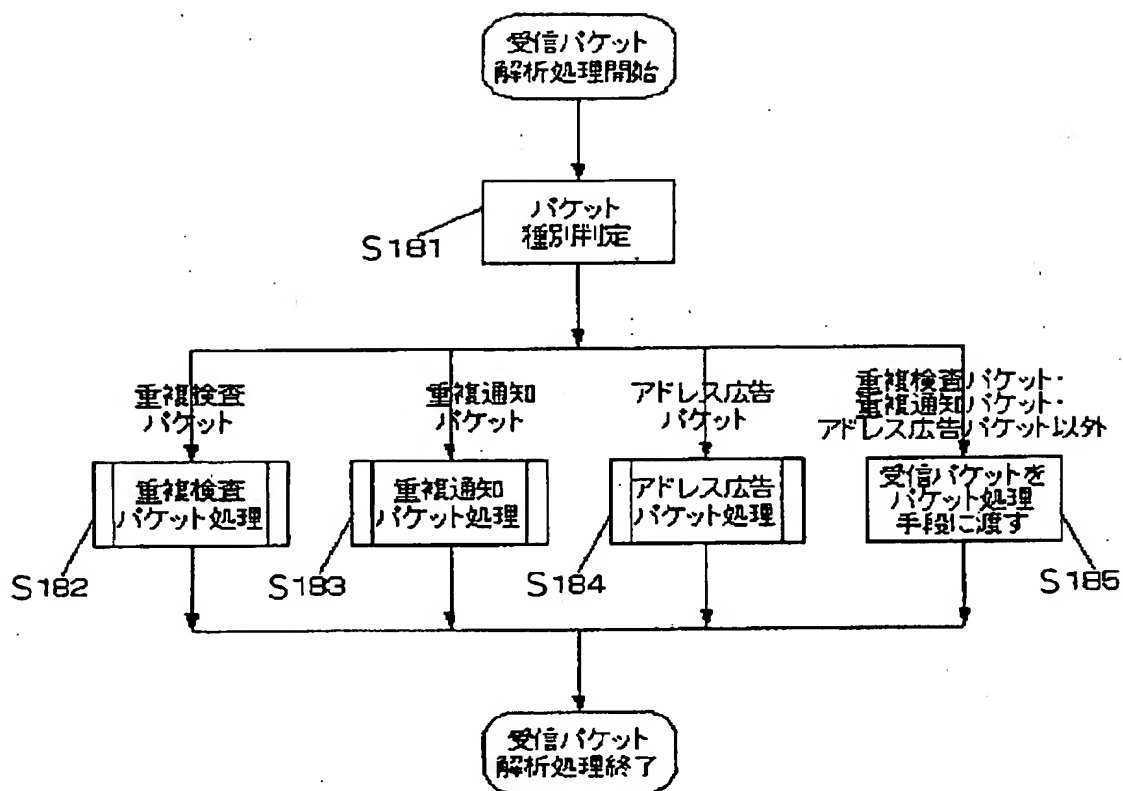 受信パケット
解析処理開始
パケット
種別判定
S181
重複検査
パケット
重複通知
パケット
アドレス広告
パケット
重複検査パケット・
重複通知パケット・
アドレス広告パケット以外
重複検査
パケット処理
S182
重複通知
パケット処理
S183
アドレス広告
パケット処理
S184
受信パケットを
パケット処理
手段に渡す
S185
受信パケット
解析処理終了